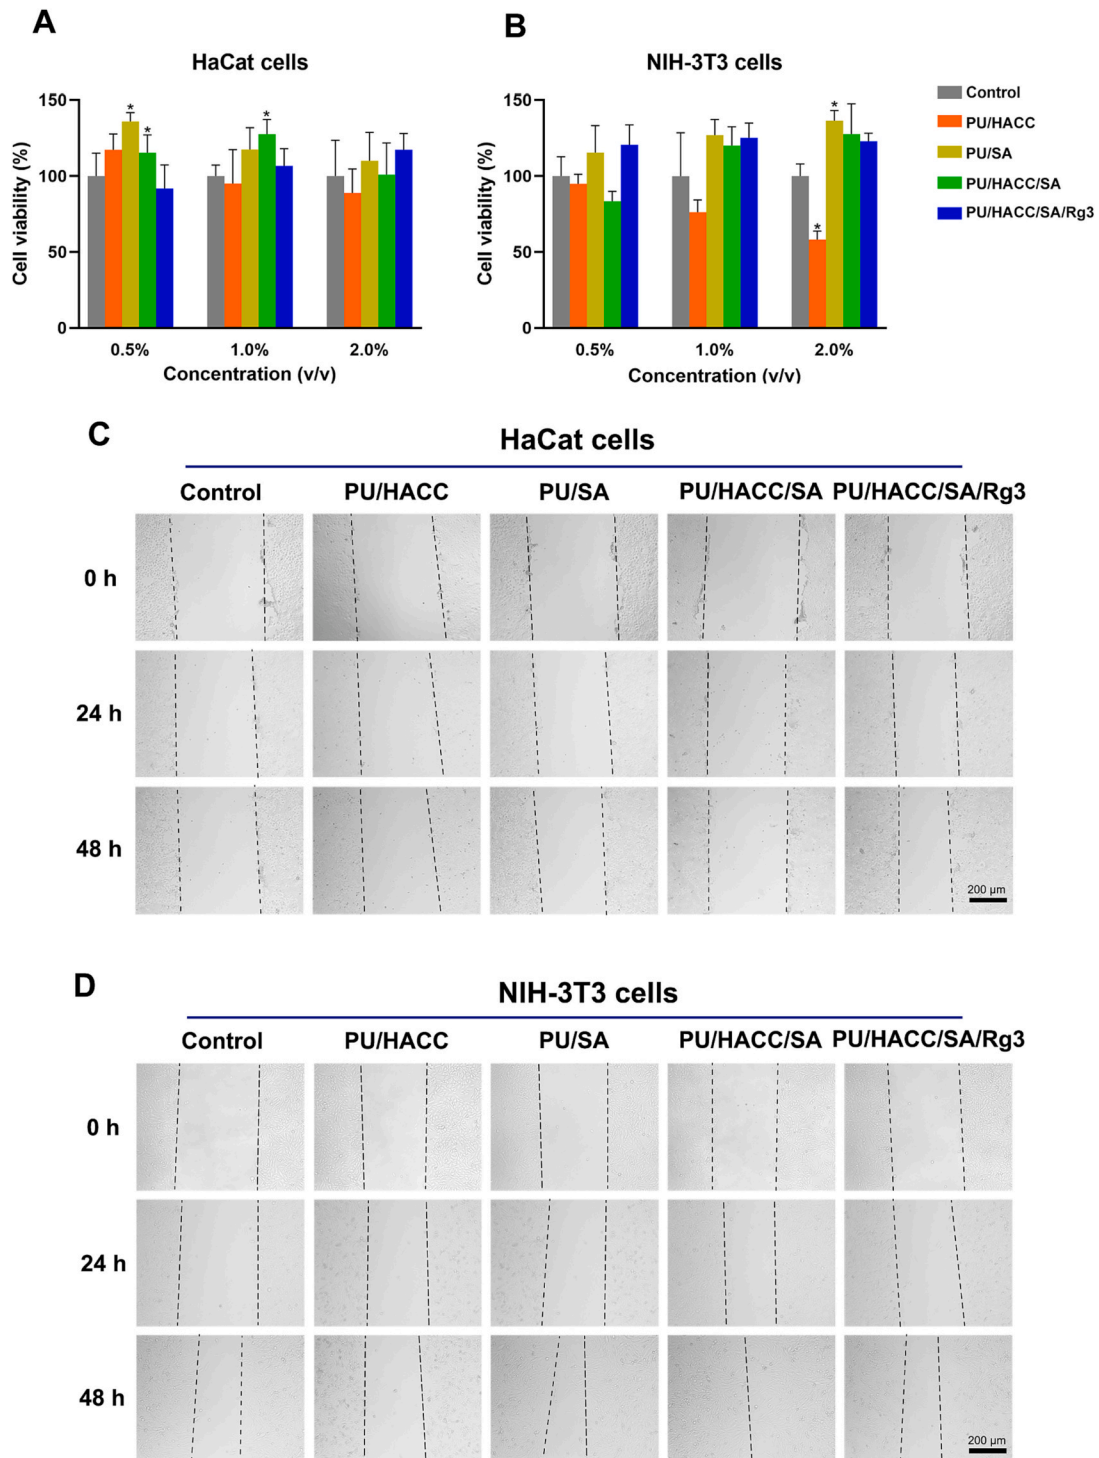 A
HaCat cells
Cell viability (%)
150
100
50
0
*
*
*
0.5%
1.0%
2.0%
Concentration (v/v)
B
NIH-3T3 cells
Cell viability (%)
150
100
50
0
*
*
0.5%
1.0%
2.0%
Concentration (v/v)
Control
PU/HACC
PU/SA
PU/HACC/SA
PU/HACC/SA/Rg3
C
HaCat cells
Control PU/HACC PU/SA PU/HACC/SA PU/HACC/SA/Rg3
0 h
24 h
48 h
200 µm
D
NIH-3T3 cells
Control PU/HACC PU/SA PU/HACC/SA PU/HACC/SA/Rg3
0 h
24 h
48 h
200 µm